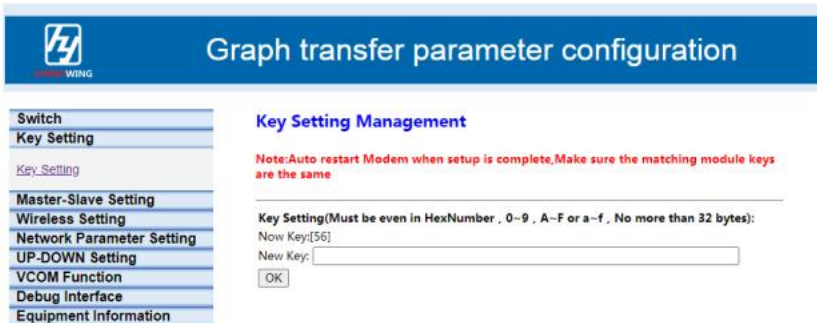 Graph transfer parameter configuration
WING
Switch
Key Setting
Key Setting
Master-Slave Setting
Wireless Setting
Network Parameter Setting
UP-DOWN Setting
VCOM Function
Debug Interface
Equipment Information
Key Setting Management
Note:Auto restart Modem when setup is complete,Make sure the matching module keys
are the same
Key Setting(Must be even in HexNumber , 0~9 , A~F or a~f , No more than 32 bytes):
Now Key:[56]
New Key:
OK